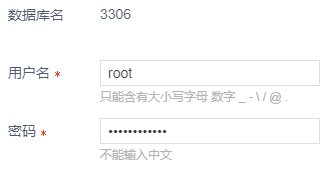 数据库名 3306
用户名 * root
只能含有大小写字母 数字 _ - \ / @ .
密码 * ••••••••••••
不能输入中文